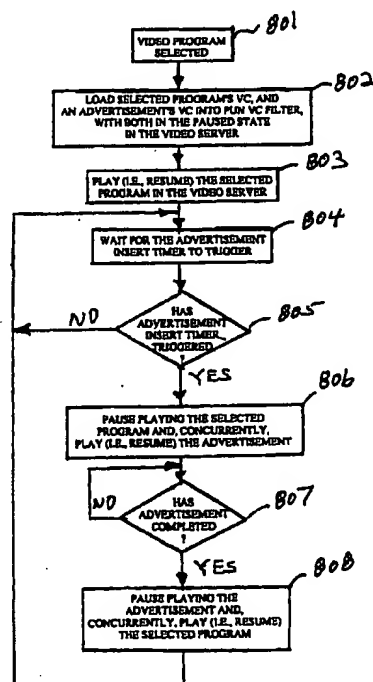 801
VIDEO PROGRAM
SELECTED
802
LOAD SELECTED PROGRAM'S VC, AND
AN ADVERTISEMENT'S VC INTO PUN VC FILTER,
WITH BOTH IN THE PAUSED STATE
IN THE VIDEO SERVER
803
PLAY (I.E., RESUME) THE SELECTED
PROGRAM IN THE VIDEO SERVER
804
WAIT FOR THE ADVERTISEMENT
INSERT TIMER TO TRIGGER
805
HAS
ADVERTISEMENT
INSERT TIMER
TRIGGERED
?
NO
YES
806
PAUSE PLAYING THE SELECTED
PROGRAM AND, CONCURRENTLY,
PLAY (I.E., RESUME) THE ADVERTISEMENT
807
HAS
ADVERTISEMENT
COMPLETED
?
NO
YES
808
PAUSE PLAYING THE
ADVERTISEMENT AND,
CONCURRENTLY, PLAY (I.E., RESUME)
THE SELECTED PROGRAM